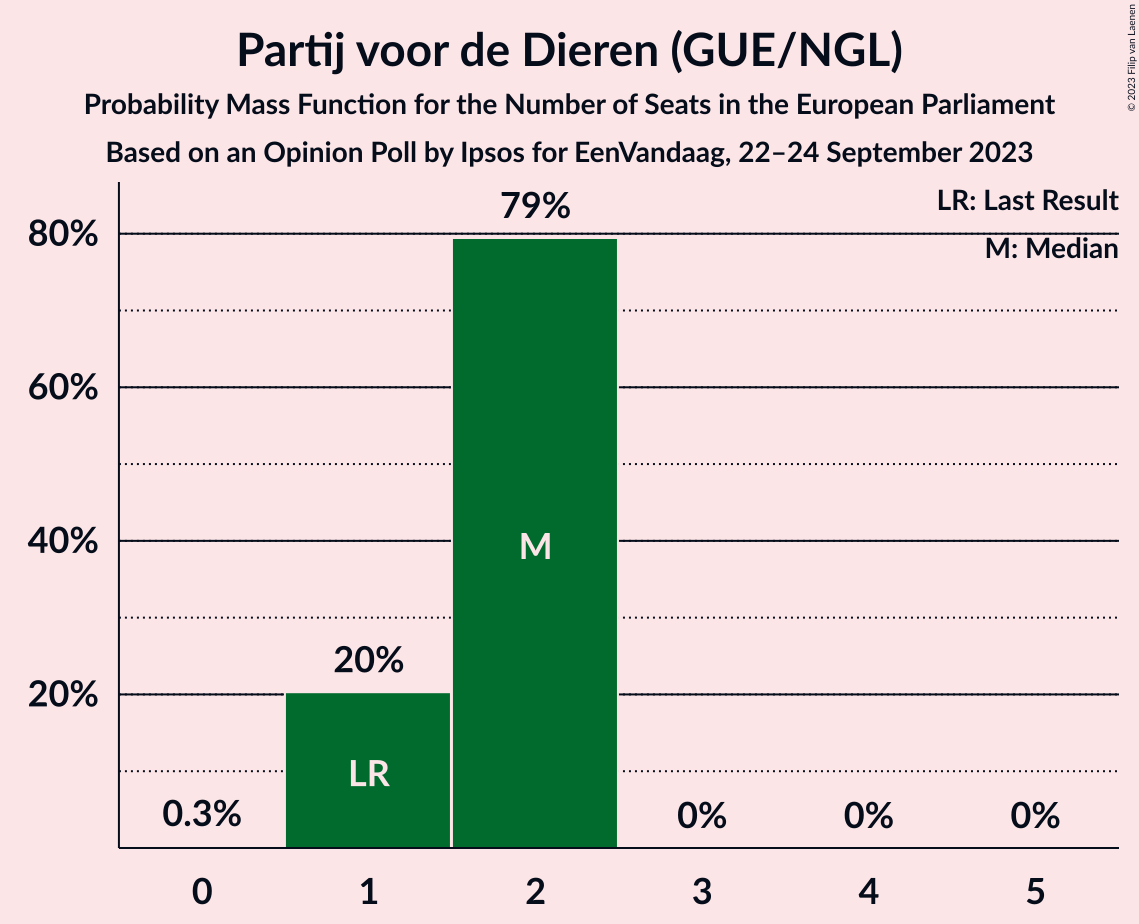 Partij voor de Dieren (GUE/NGL)
Probability Mass Function for the Number of Seats in the European Parliament
Based on an Opinion Poll by Ipsos for EenVandaag, 22–24 September 2023
© 2023 Filip van Laenen
LR: Last Result
M: Median
80%
60%
40%
20%
79%
M
20%
LR
0.3%
0%
0%
0%
0
1
2
3
4
5